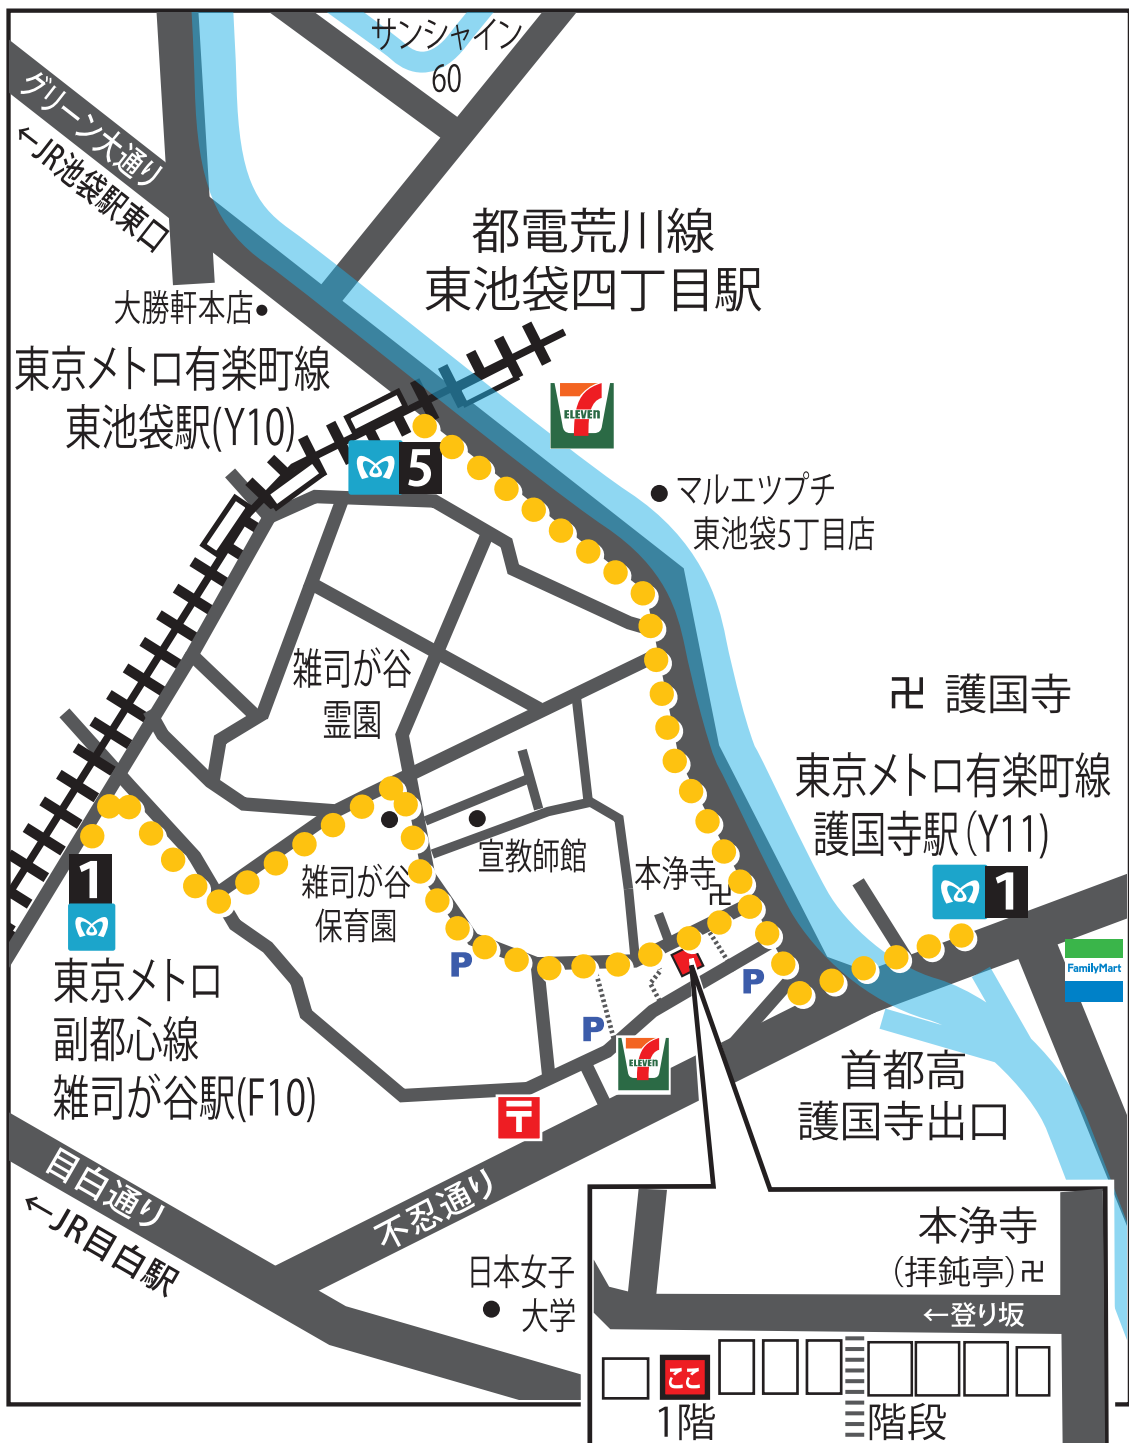 サンシャイン
60
グリーン大通り
←JR池袋駅東口
都電荒川線
東池袋四丁目駅
大勝軒本店
東京メトロ有楽町線
東池袋駅(Y10)
5
7
ELEVEN
マルエツプチ
東池袋5丁目店
雑司が谷
霊園
卍 護国寺
東京メトロ有楽町線
護国寺駅(Y11)
1
宣教師館
本浄寺
卍
雑司が谷
保育園
1
P
P
P
FamilyMart
東京メトロ
副都心線
雑司が谷駅(F10)
7
ELEVEN
〒
首都高
護国寺出口
目白通り
←JR目白駅
不忍通り
日本女子
大学
本浄寺
(拝鈍亭)卍
←登り坂
ここ
1階
階段